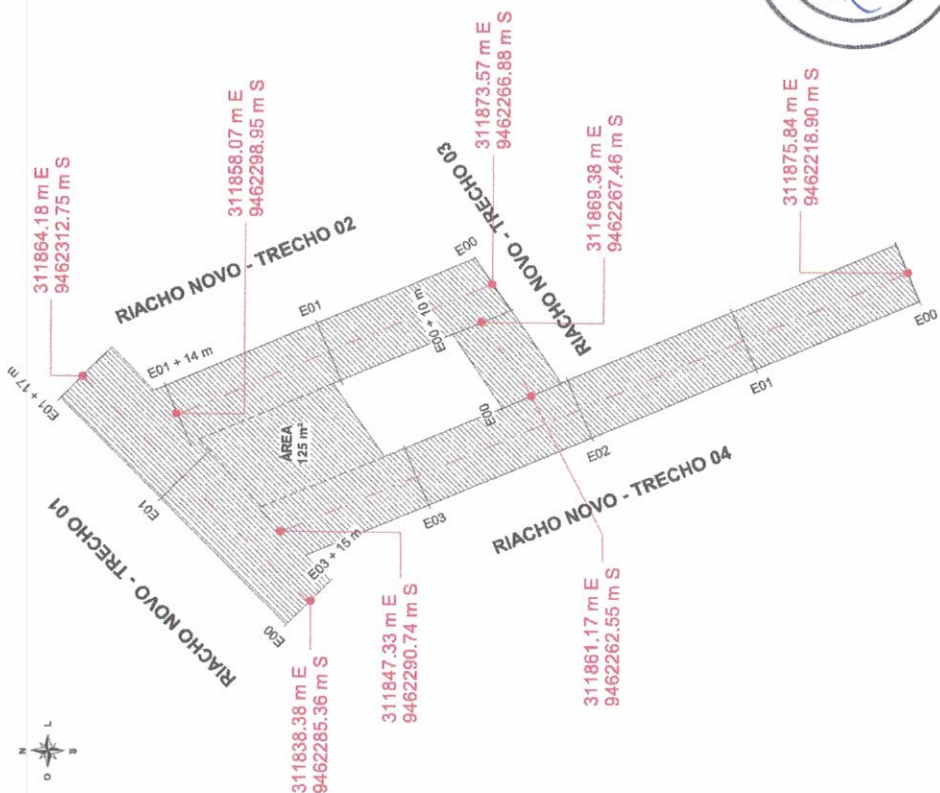 311864.18 m E
9462312.75 m S
311858.07 m E
9462298.95 m S
RIACHO NOVO - TRECHO 02
311873.57 m E
9462266.88 m S
RIACHO NOVO - TRECHO 03
311869.38 m E
9462267.46 m S
311875.84 m E
9462218.90 m S
E01 + 17 m
E01 + 14 m
E01
E00
E00 + 10 m
ÁREA
125 m²
E01
E00
E00
E01
E02
E03
E03 + 15 m
E00
RIACHO NOVO - TRECHO 04
RIACHO NOVO - TRECHO 01
311861.17 m E
9462262.55 m S
311847.33 m E
9462290.74 m S
311838.38 m E
9462285.36 m S
N
L
S
O